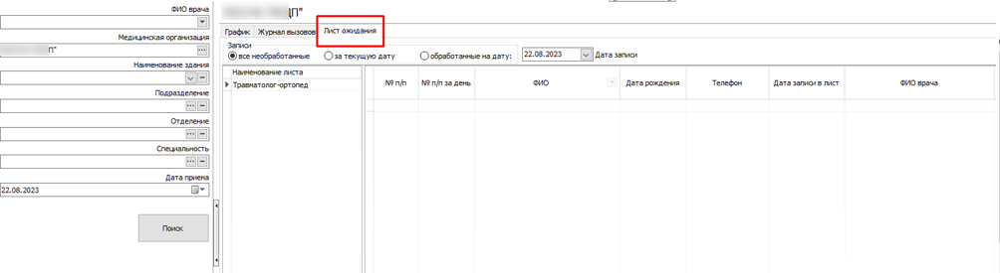 ФИО врача
Медицинская организация
П"
...
Наименование здания
Подразделение
...
Отделение
...
Специальность
...
Дата приема
22.08.2023
Поиск
ЦП"
График Журнал вызовов Лист ожидания
Записи
все необработанные за текущую дату обработанные на дату: 22.08.2023 Дата записи
Наименование листа
Травматолог-ортопед
№ п/п № п/п за день ФИО Дата рождения Телефон Дата записи в лист ФИО врача